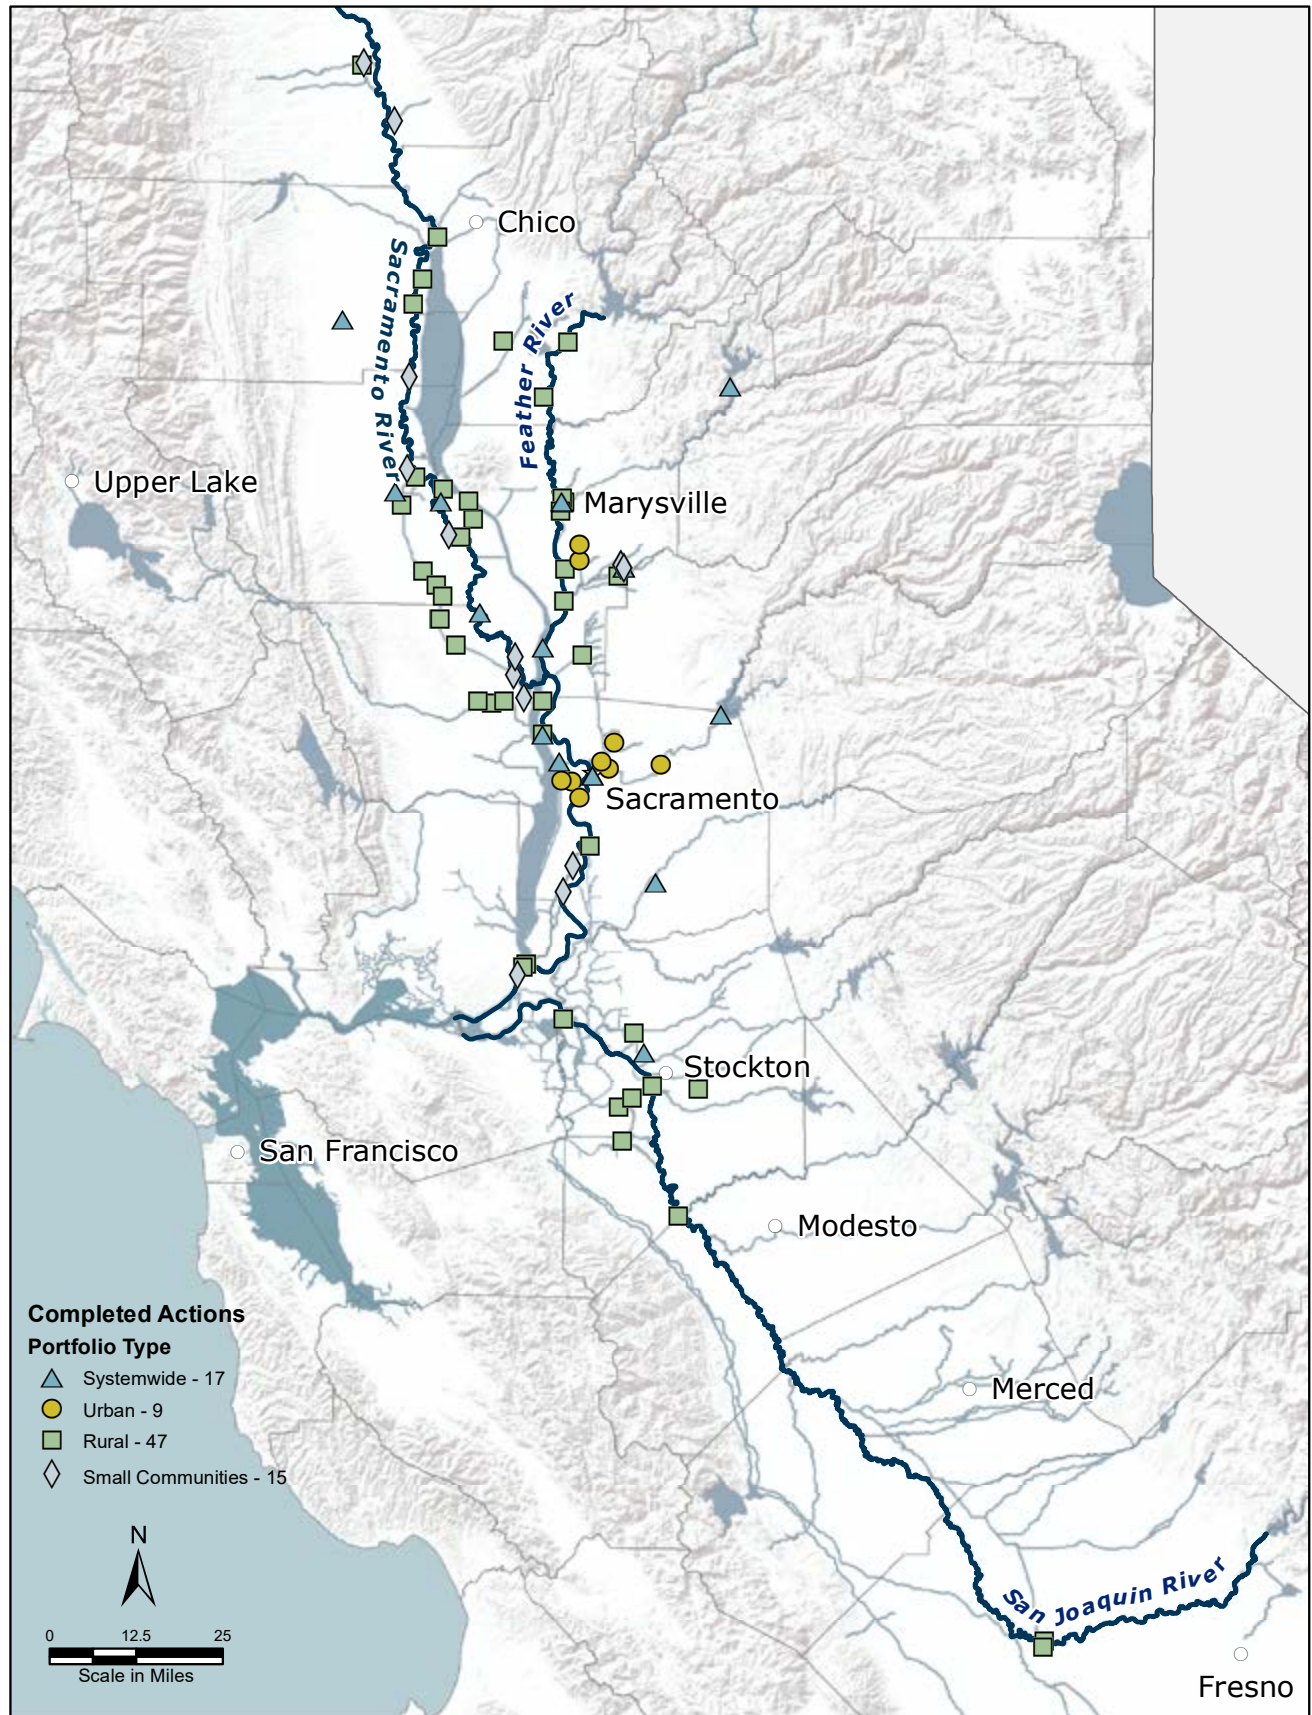 Chico
Sacramento River
Feather River
Upper Lake
Marysville
Sacramento
Stockton
San Francisco
Modesto
Completed Actions
Portfolio Type
Systemwide - 17
Urban - 9
Rural - 47
Small Communities - 15
Merced
N
0 12.5 25
Scale in Miles
San Joaquin River
Fresno